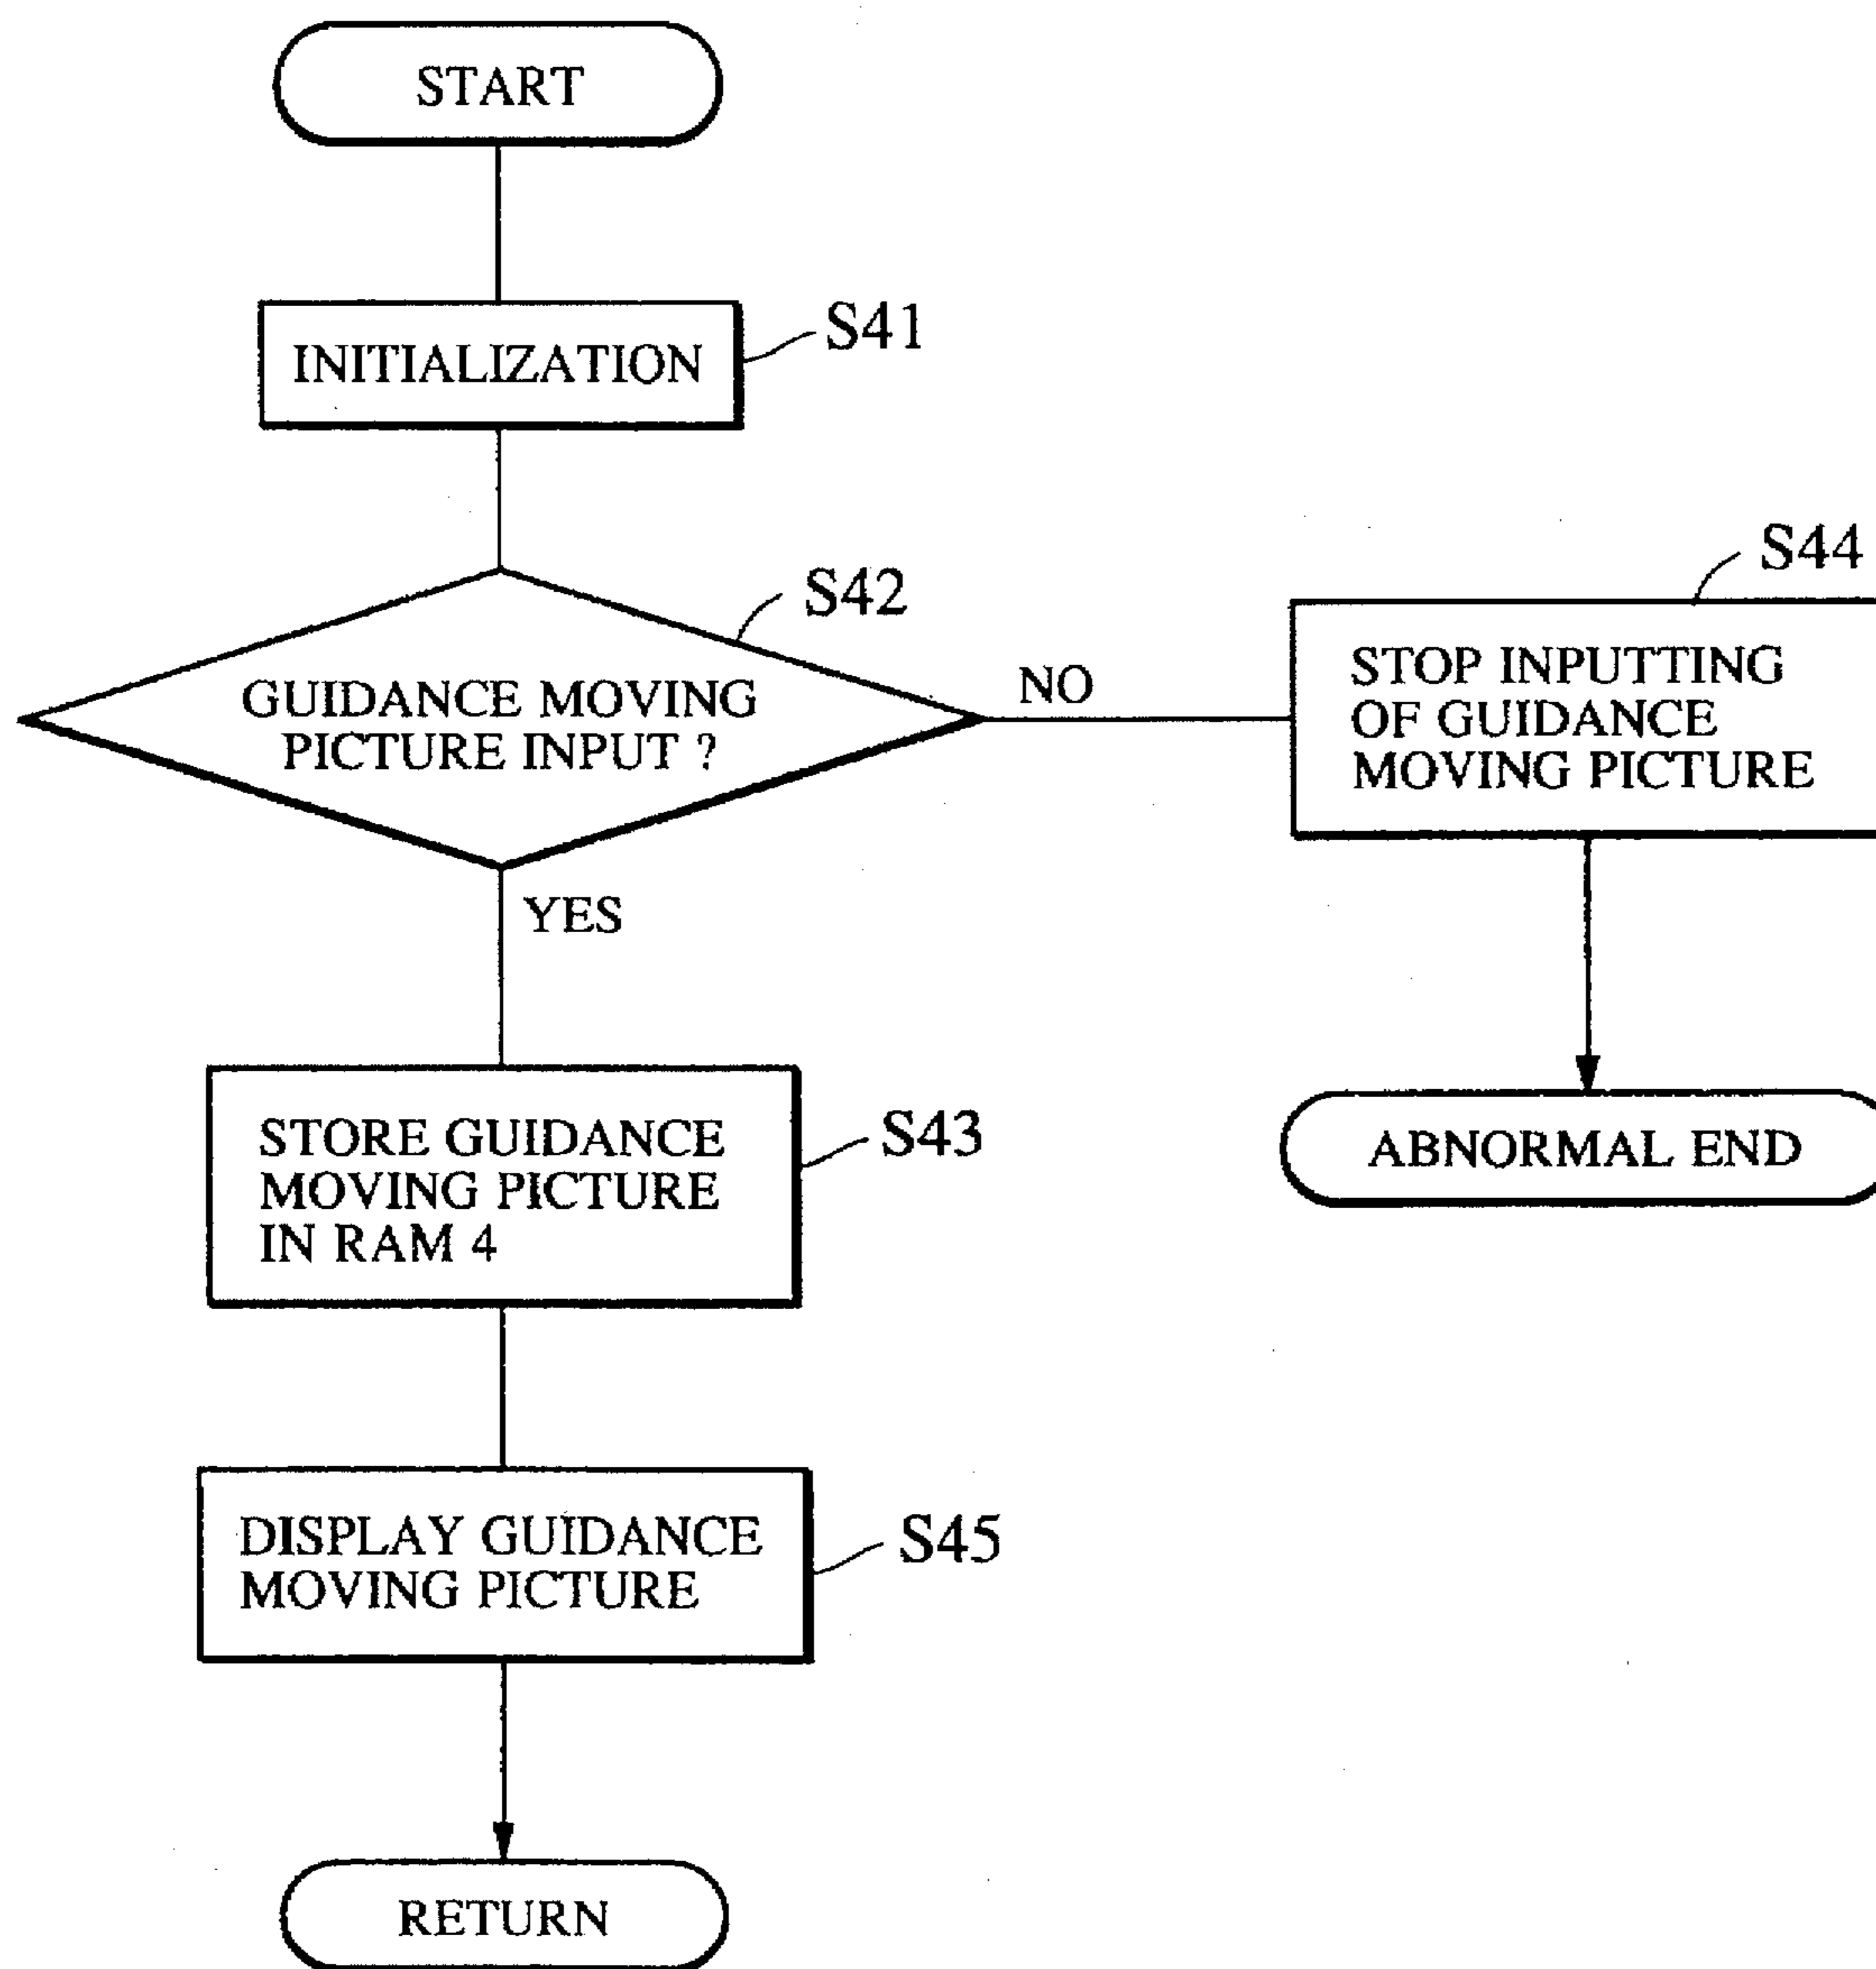 START
INITIALIZATION
S41
S42
GUIDANCE MOVING
PICTURE INPUT ?
NO
S44
STOP INPUTTING
OF GUIDANCE
MOVING PICTURE
YES
ABNORMAL END
STORE GUIDANCE
MOVING PICTURE
IN RAM 4
S43
DISPLAY GUIDANCE
MOVING PICTURE
S45
RETURN